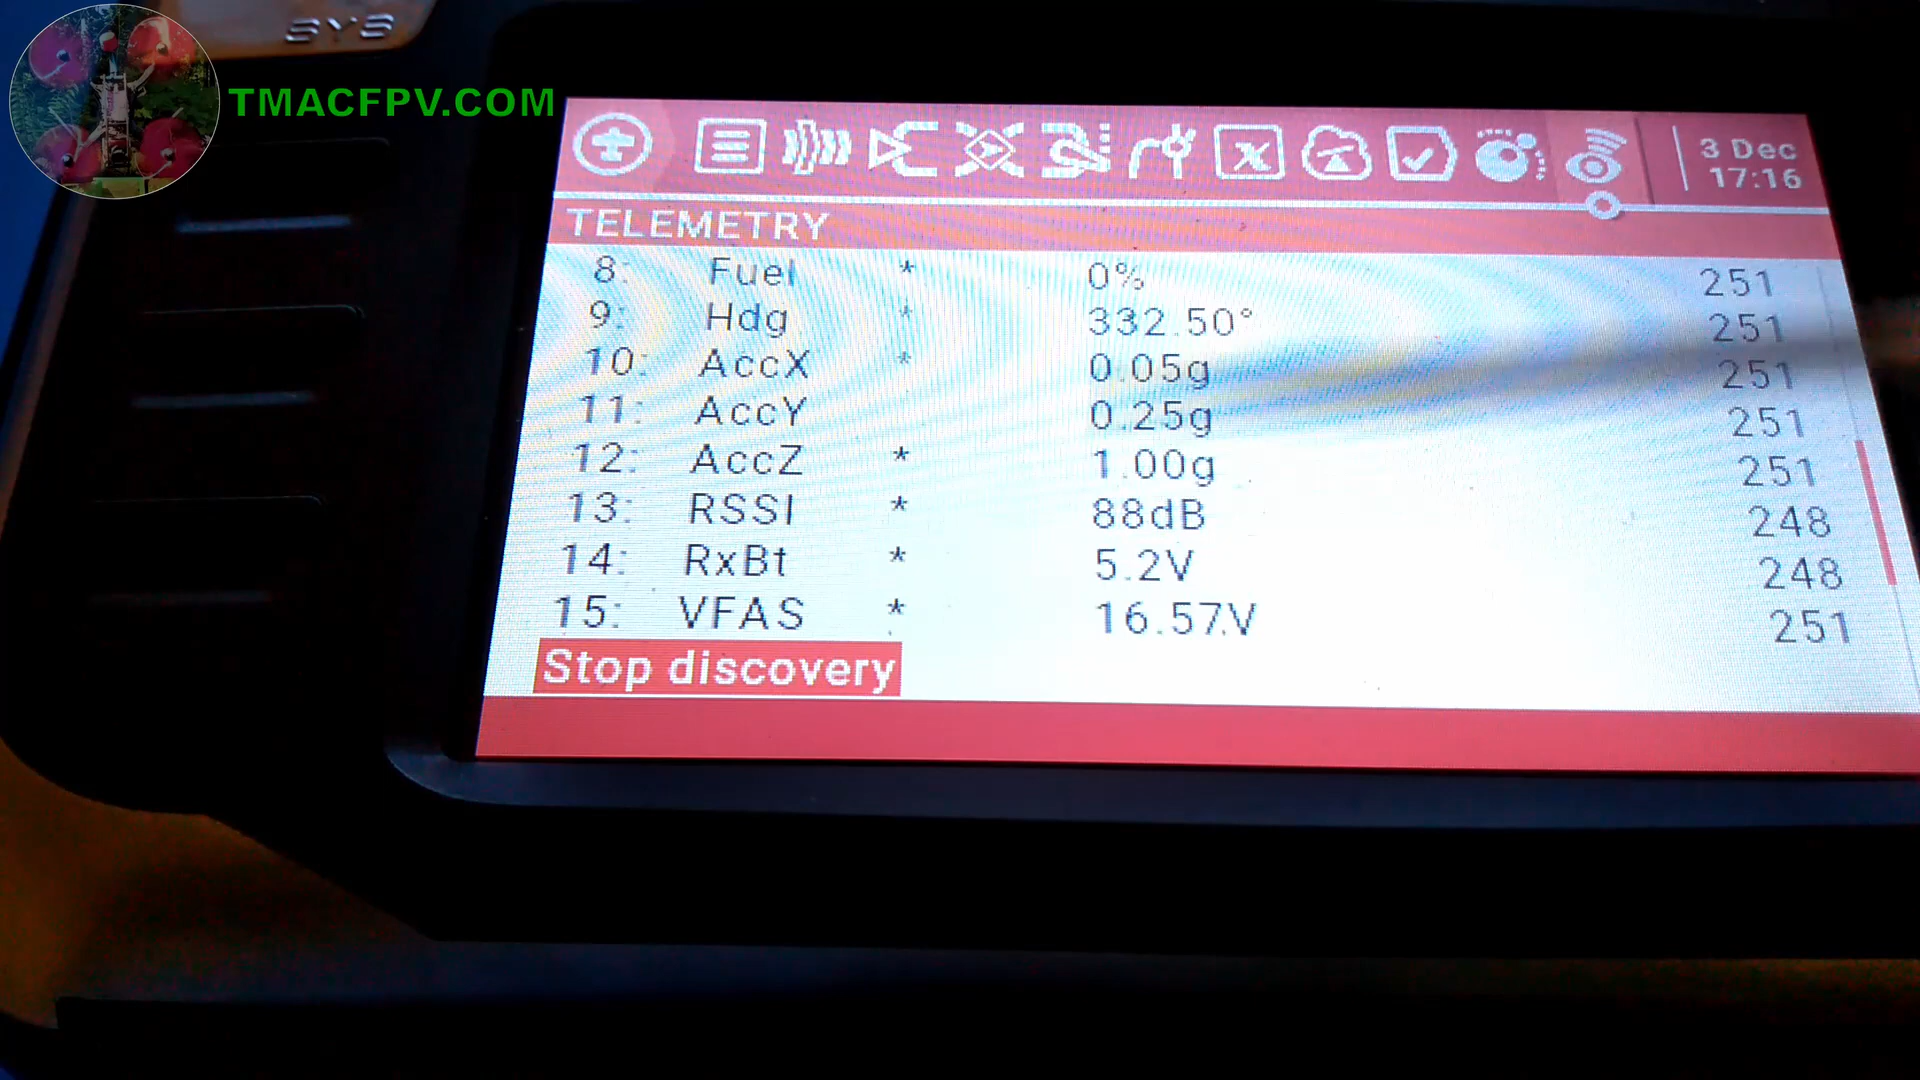 SYS
TMACFPV.COM
3 Dec
17:16
TELEMETRY
8: Fuel * 0% 251
9: Hdg * 332.50° 251
10: AccX * 0.05g 251
11: AccY 0.25g 251
12: AccZ * 1.00g 251
13: RSSI * 88dB 248
14: RxBt * 5.2V 248
15: VFAS * 16.57V 251
Stop discovery